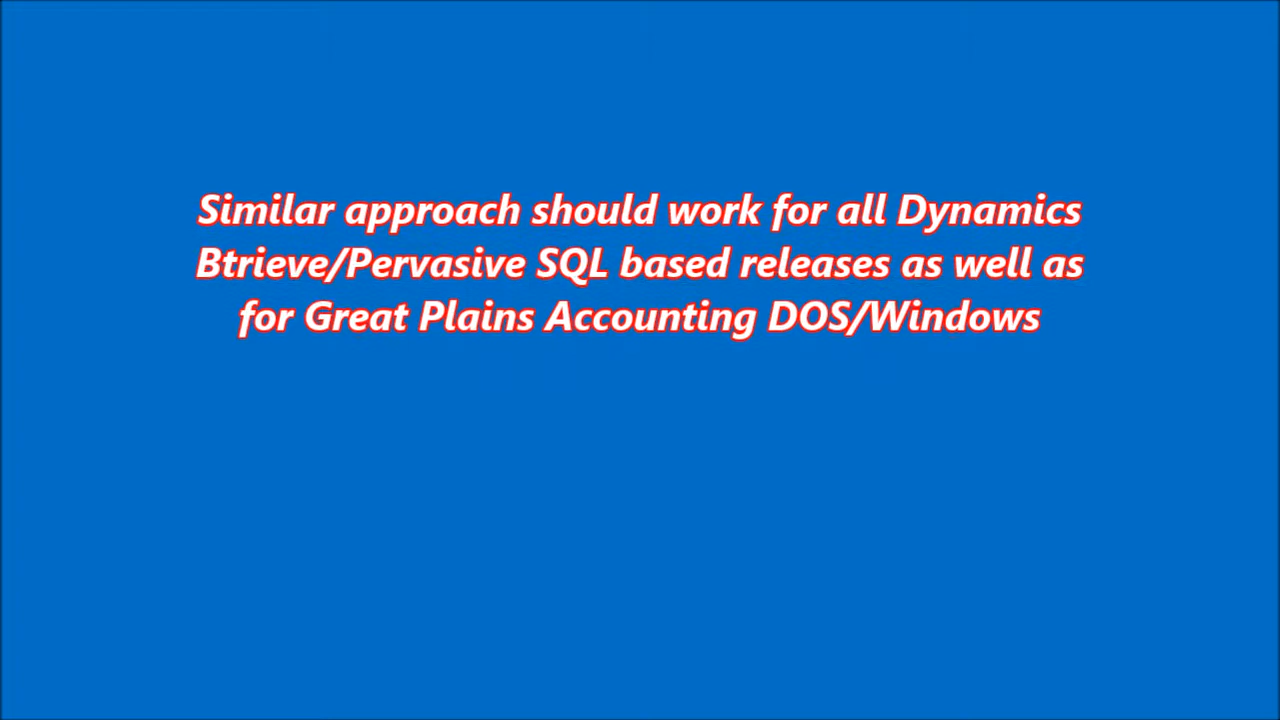 Similar approach should work for all Dynamics
Btrieve/Pervasive SQL based releases as well as
for Great Plains Accounting DOS/Windows